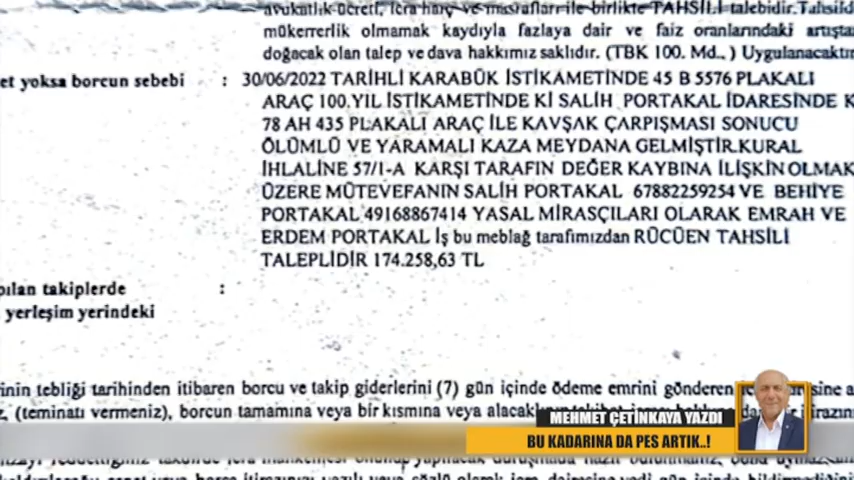 avukatlık ücreti, icra harç ve masrafları ile birlikte TAHSİLİ talebidir. Tahsilde
mükerrerlik olmamak kaydıyla fazlaya dair ve faiz oranlarındaki artıştan
doğacak olan talep ve dava hakkımız saklıdır. (TBK 100. Md., ) Uygulanacaktır
et yoksa borcun sebebi : 30/06/2022 TARİHLİ KARABÜK İSTİKAMETİNDE 45 B 5576 PLAKALI
ARAÇ 100.YIL İSTİKAMETİNDE Kİ SALİH PORTAKAL İDARESİNDE K
78 AH 435 PLAKALI ARAÇ İLE KAVŞAK ÇARPIŞMASI SONUCU
ÖLÜMLÜ VE YARAMALI KAZA MEYDANA GELMİŞTİR.KURAL
İHLALİNE 57/1-A KARŞI TARAFIN DEĞER KAYBINA İLİŞKİN OLMAK
ÜZERE MÜTEVEFANIN SALİH PORTAKAL 67882259254 VE BEHİYE
PORTAKAL 49168867414 YASAL MİRASÇILARI OLARAK EMRAH VE
ERDEM PORTAKAL İş bu meblağ tarafımızdan RÜCÜEN TAHSİLİ
TALEPLİDİR 174.258,63 TL
pılan takiplerde :
yerleşim yerindeki
inin tebliği tarihinden itibaren borcu ve takip giderlerini (7) gün içinde ödeme emrini gönderen
(teminatı vermeniz), borcun tamamına veya bir kısmına veya
MEHMET ÇETİNKAYA YAZDI
BU KADARINA DA PES ARTIK..!